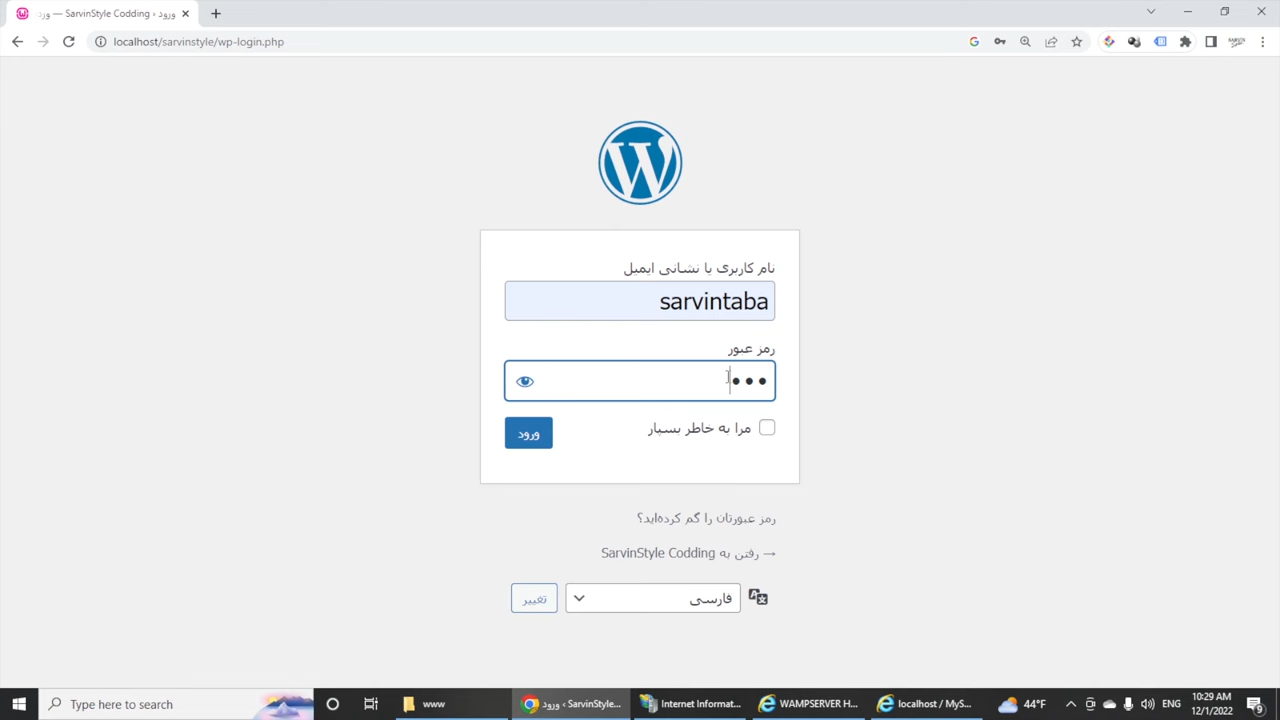 ورود › SarvinStyle Codding — ورد
localhost/sarvinstyle/wp-login.php
نام کاربری یا نشانی ایمیل
sarvintaba
رمز عبور
مرا به خاطر بسپار
ورود
رمز عبورتان را گم کرده‌اید؟
→ رفتن به SarvinStyle Codding
فارسی
تغییر
Type here to search
www
ورود › SarvinStyle...
Internet Informat...
WAMPSERVER H...
localhost / MyS...
44°F
ENG
10:29 AM
12/1/2022